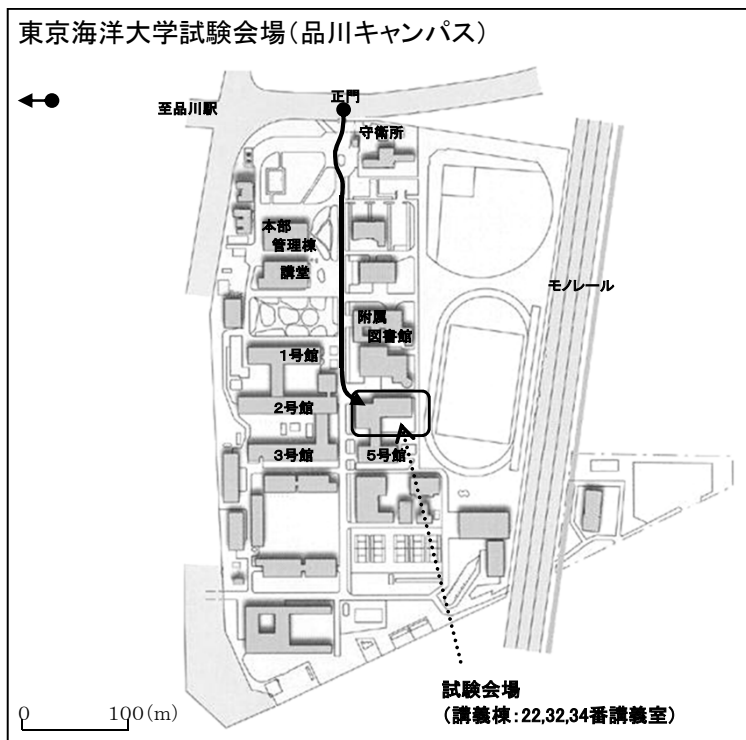 東京海洋大学試験会場(品川キャンパス)
正門
至品川駅
守衛所
本部
管理棟
講堂
モノレール
附属
図書館
1号館
2号館
3号館
5号館
試験会場
(講義棟:22,32,34番講義室)
0 100(m)